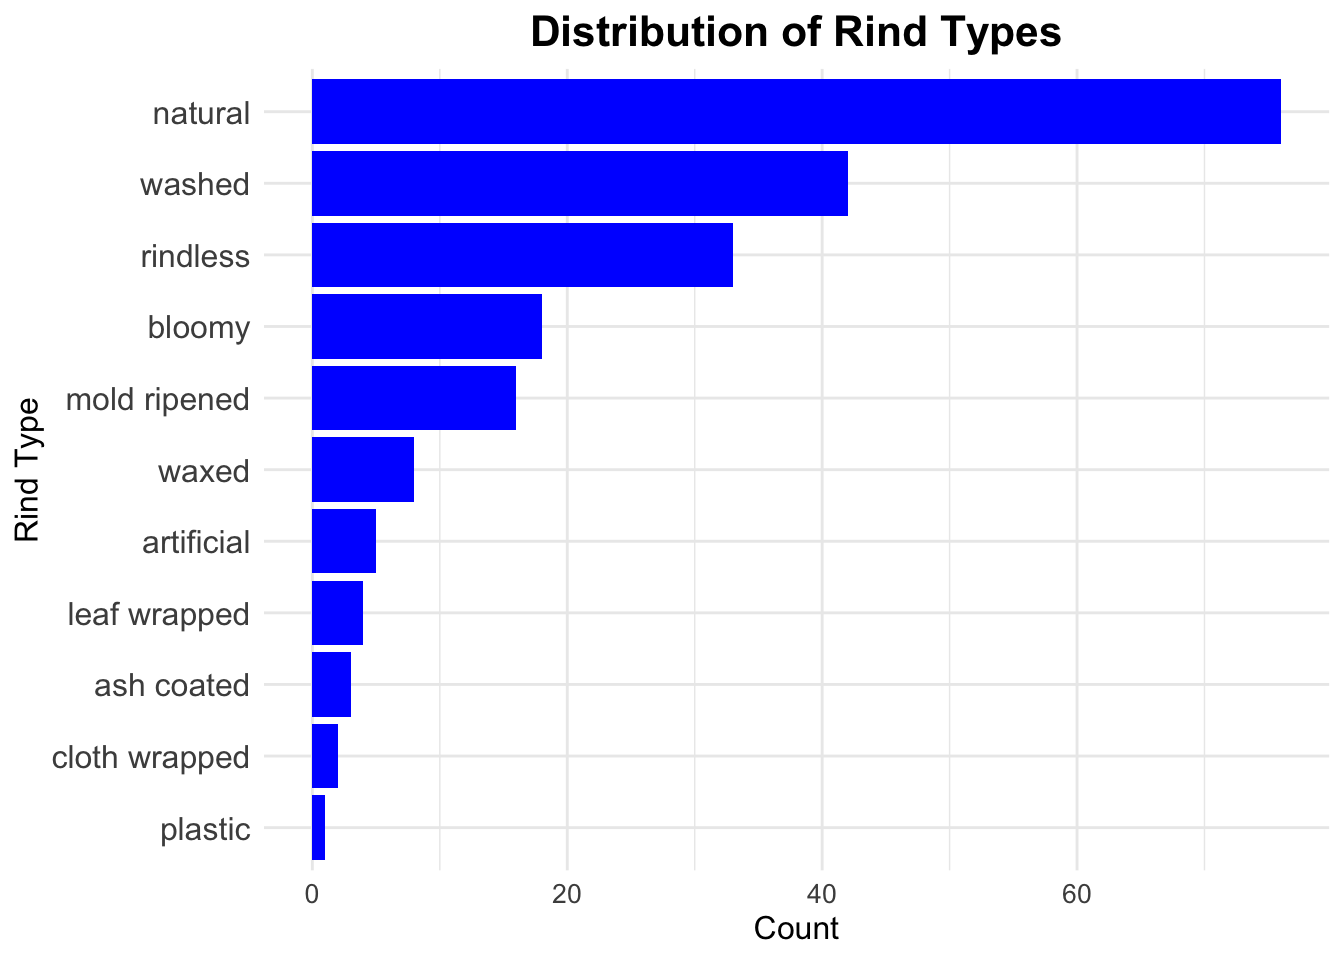 Distribution of Rind Types
natural
washed
rindless
bloomy
mold ripened
waxed
artificial
leaf wrapped
ash coated
cloth wrapped
plastic
Rind Type
0 20 40 60
Count